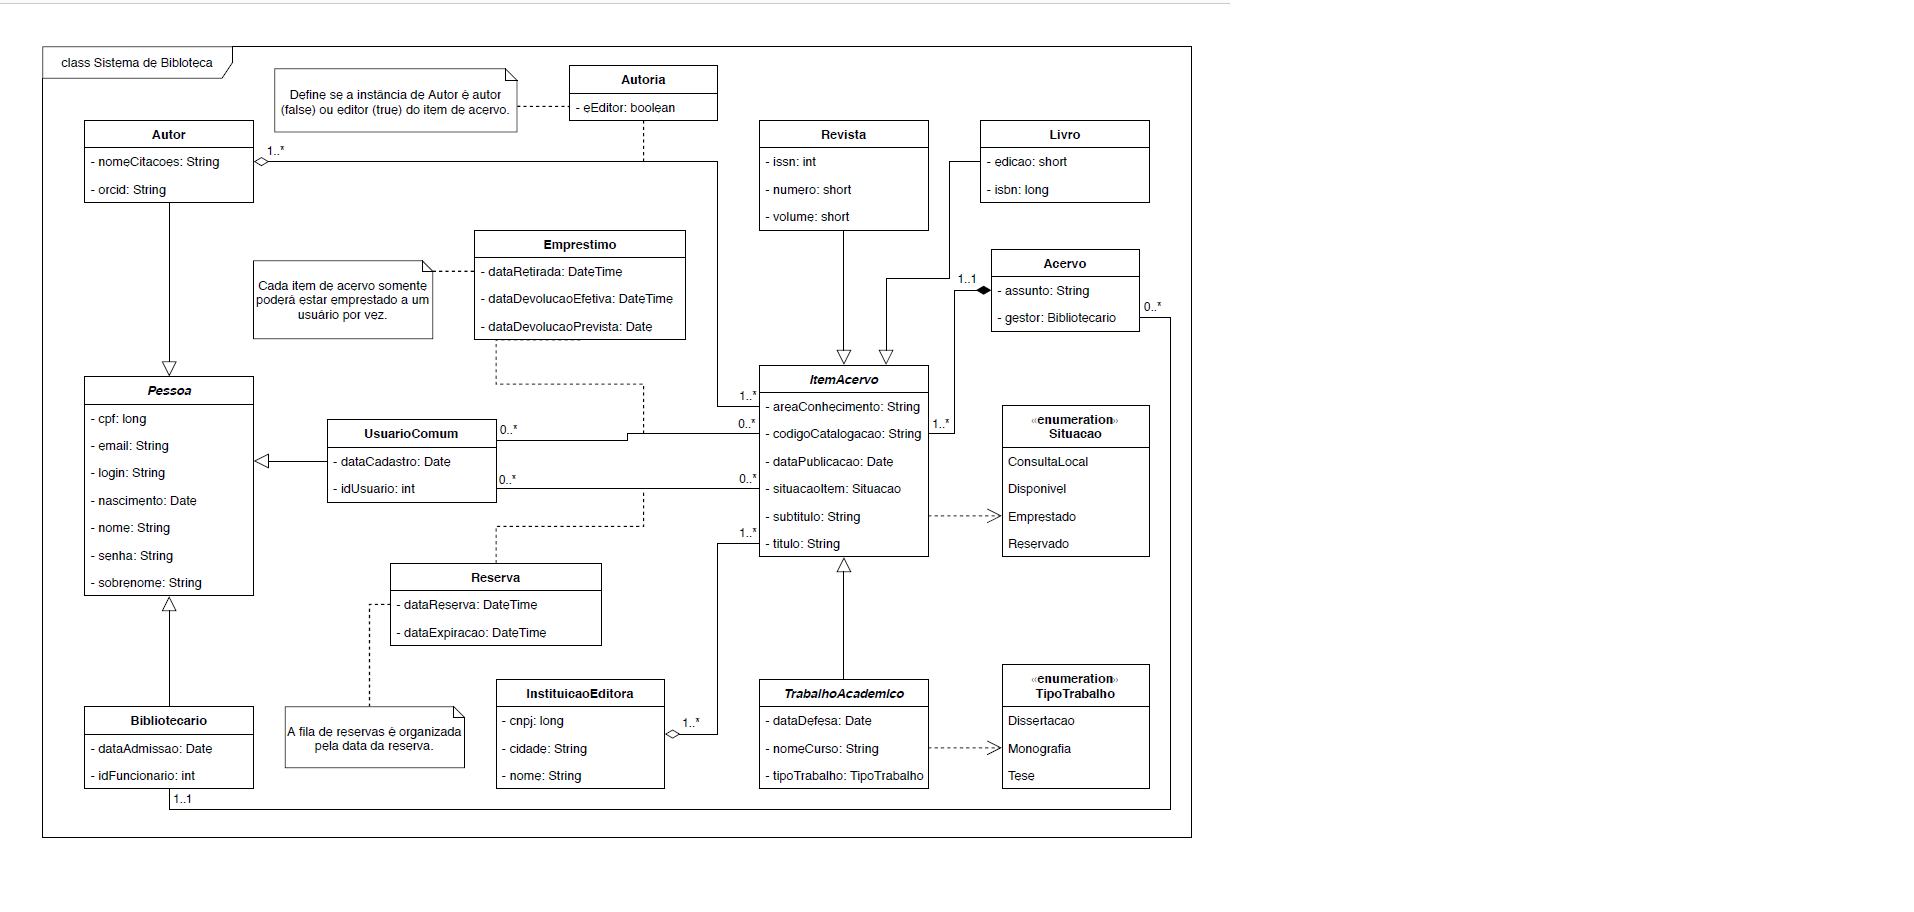 class Sistema de Bibloteca
Define se a instância de Autor é autor
(false) ou editor (true) do item de acervo.
Autoria
- eEditor: boolean
Autor
- nomeCitacoes: String
- orcid: String
1..*
Revista
- issn: int
- numero: short
- volume: short
Livro
- edicao: short
- isbn: long
Emprestimo
- dataRetirada: DateTime
- dataDevolucaoEfetiva: DateTime
- dataDevolucaoPrevista: Date
Cada item de acervo somente
poderá estar emprestado a um
usuário por vez.
Acervo
- assunto: String
- gestor: Bibliotecario
1..1
0..*
Pessoa
- cpf: long
- email: String
- login: String
- nascimento: Date
- nome: String
- senha: String
- sobrenome: String
UsuarioComum
- dataCadastro: Date
- idUsuario: int
0..*
0..*
1..*
0..*
0..*
1..*
ItemAcervo
- areaConhecimento: String
- codigoCatalogacao: String
- dataPublicacao: Date
- situacaoItem: Situacao
- subtitulo: String
- titulo: String
1..*
«enumeration»
Situacao
ConsultaLocal
Disponivel
Emprestado
Reservado
Reserva
- dataReserva: DateTime
- dataExpiracao: DateTime
A fila de reservas é organizada
pela data da reserva.
Bibliotecario
- dataAdmissao: Date
- idFuncionario: int
1..1
InstituicaoEditora
- cnpj: long
- cidade: String
- nome: String
1..*
TrabalhoAcademico
- dataDefesa: Date
- nomeCurso: String
- tipoTrabalho: TipoTrabalho
«enumeration»
TipoTrabalho
Dissertacao
Monografia
Tese